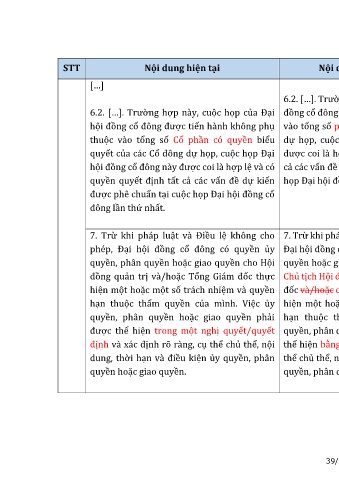 STT
Nội dung hiện tại
Nội
[…]
6.2. […]. Trường hợp này, cuộc họp của Đại
hội đồng cổ đông được tiến hành không phụ
thuộc vào tổng số Cổ phần có quyền biểu
quyết của các Cổ đông dự họp, cuộc họp Đại
hội đồng cổ đông này được coi là hợp lệ và có
quyền quyết định tất cả các vấn đề dự kiến
được phê chuẩn tại cuộc họp Đại hội đồng cổ
đông lần thứ nhất.
6.2. […].
đồng cổ đông
vào tổng số
dự họp, cuộc
được coi là
cả các vấn đề
họp Đại hội
7. Trừ khi pháp luật và Điều lệ không cho
phép, Đại hội đồng cổ đông có quyền ủy
quyền, phân quyền hoặc giao quyền cho Hội
đồng quản trị và/hoặc Tổng Giám đốc thực
hiện một hoặc một số trách nhiệm và quyền
hạn thuộc thẩm quyền của mình. Việc ủy
quyền, phân quyền hoặc giao quyền phải
được thể hiện trong một nghị quyết/quyết
định và xác định rõ ràng, cụ thể chủ thể, nội
dung, thời hạn và điều kiện ủy quyền, phân
quyền hoặc giao quyền.
7. Trừ khi
Đại hội đồng
quyền hoặc
Chủ tịch Hội
đốc và/hoặc
hiện một
hạn thuộc
quyền, phân
thể hiện bằng
thể chủ thể,
quyền, phân
39/